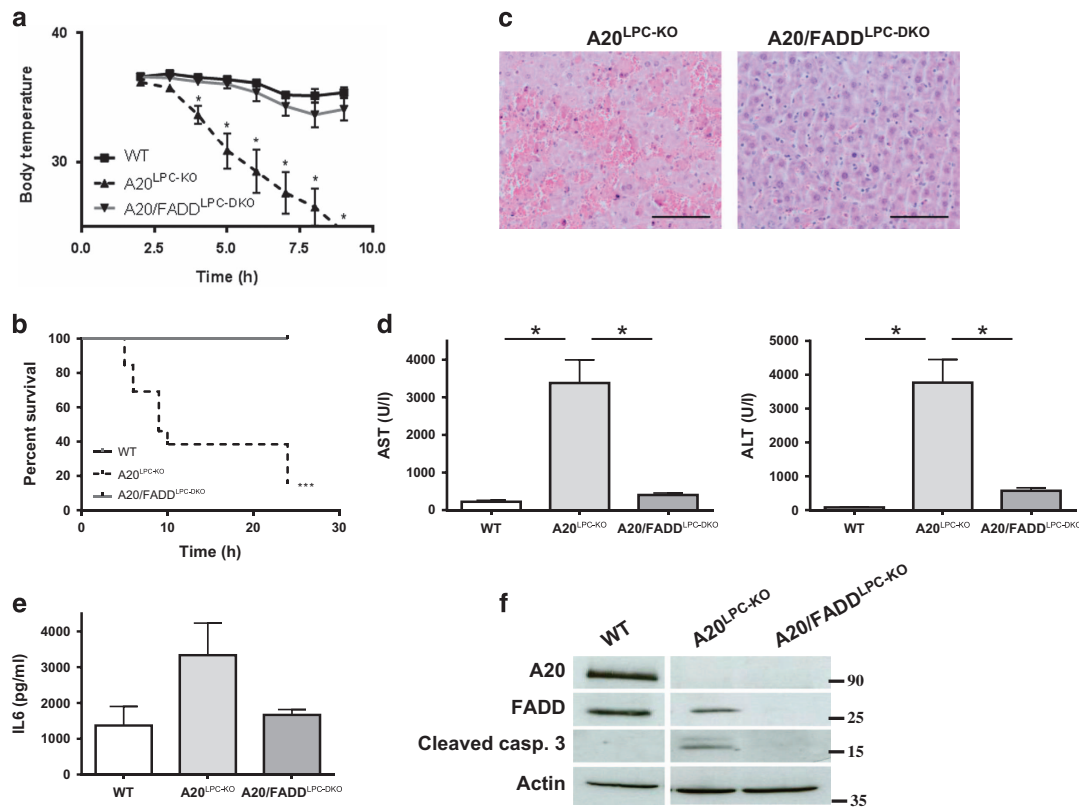 a
40
30
Body temperature
WT
A20LPC-KO
A20/FADDLPC-DKO
0.0 2.5 5.0 7.5 10.0
Time (h)
* * * * * *
b
100
80
60
40
20
0
Percent survival
WT
A20LPC-KO
A20/FADDLPC-DKO
***
0 10 20 30
Time (h)
c
A20LPC-KO A20/FADDLPC-DKO
d
* *
4000
3000
2000
1000
0
AST (U/l)
WT A20LPC-KO A20/FADDLPC-DKO
* *
5000
4000
3000
2000
1000
0
ALT (U/l)
WT A20LPC-KO A20/FADDLPC-DKO
e
4000
3000
2000
1000
0
IL6 (pg/ml)
WT A20LPC-KO A20/FADDLPC-DKO
f
WT A20LPC-KO A20/FADDLPC-KO
A20 90
FADD 25
Cleaved casp. 3 15
Actin 35